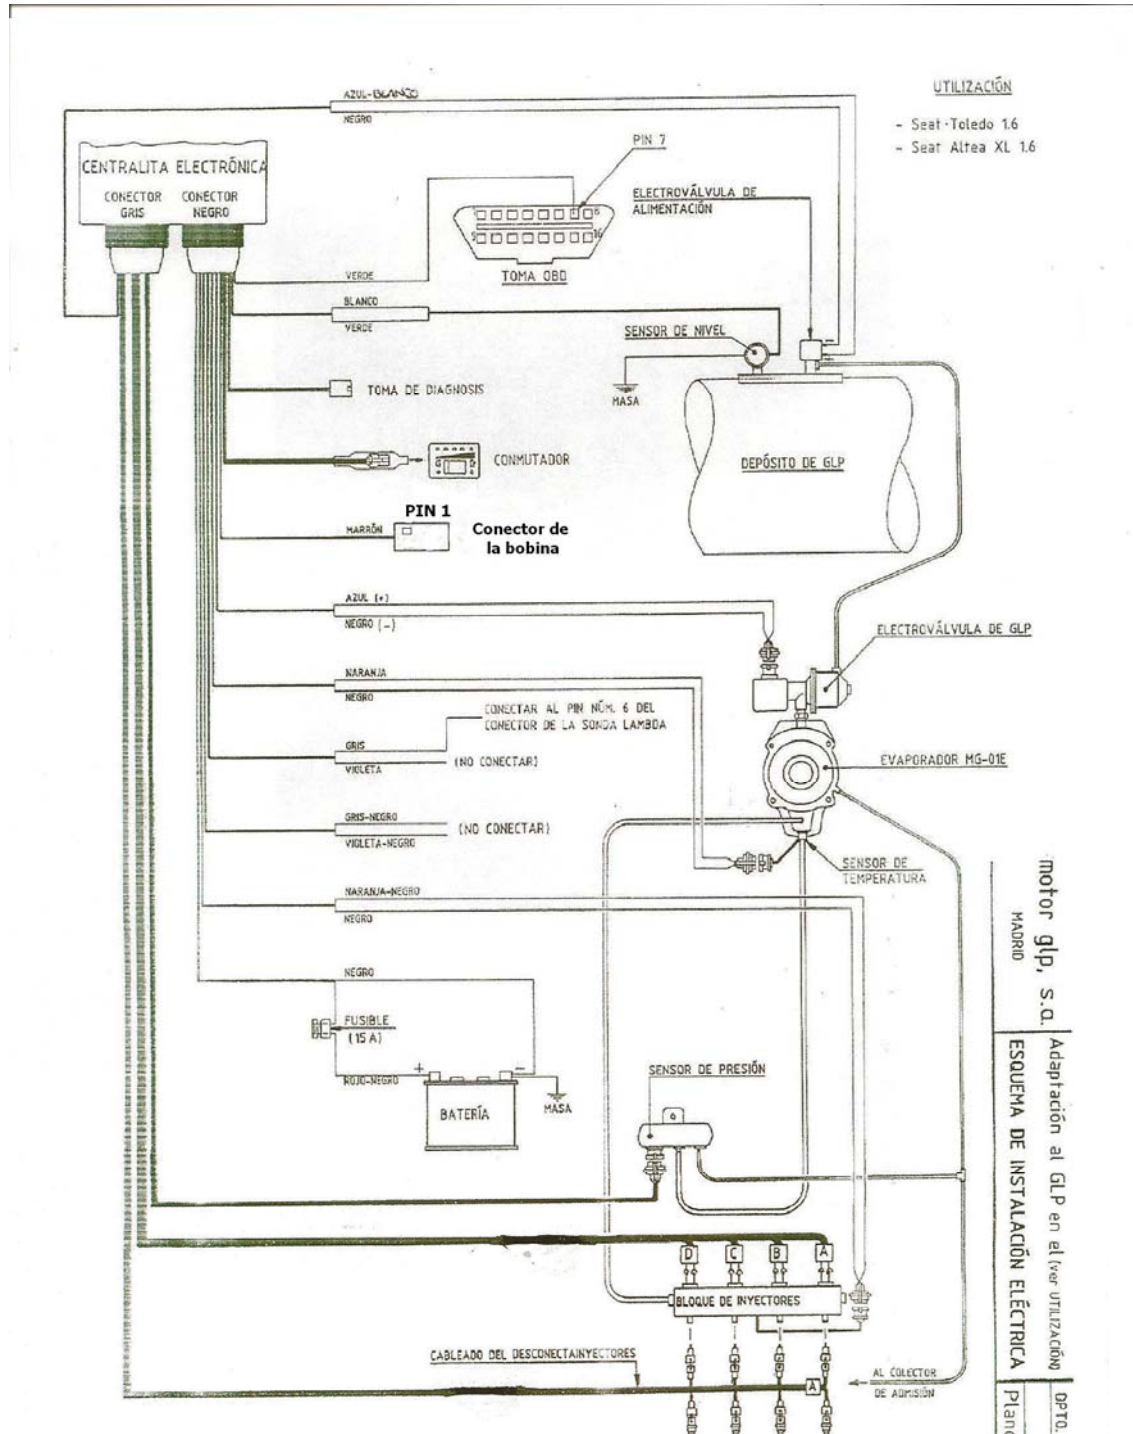 UTILIZACIÓN
- Seat-Toledo 1.6
- Seat Altea XL 1.6
AZUL-BLANCO
NEGRO
CENTRALITA ELECTRÓNICA
CONECTOR GRIS
CONECTOR NEGRO
PIN 7
8
9
16
TOMA OBD
ELECTROVÁLVULA DE
ALIMENTACIÓN
VERDE
BLANCO
VERDE
SENSOR DE NIVEL
MASA
TOMA DE DIAGNOSIS
CONMUTADOR
DEPÓSITO DE GLP
PIN 1
MARRÓN
Conector de
la bobina
AZUL (+)
NEGRO (-)
ELECTROVÁLVULA DE GLP
NARANJA
NEGRO
CONECTAR AL PIN NÚM. 6 DEL
CONECTOR DE LA SONDA LAMBDA
GRIS
VIOLETA
(NO CONECTAR)
EVAPORADOR MG-01E
GRIS-NEGRO
VIOLETA-NEGRO
(NO CONECTAR)
SENSOR DE
TEMPERATURA
NARANJA-NEGRO
NEGRO
NEGRO
FUSIBLE
(15 A)
ROJO-NEGRO
+
-
BATERÍA
MASA
SENSOR DE PRESIÓN
D
C
B
A
BLOQUE DE INYECTORES
CABLEADO DEL DESCONECTAINYECTORES
A
AL COLECTOR
DE ADMISIÓN
motor glp, s.a.
MADRID
Adaptación al GLP en el (ver UTILIZACIÓN)
ESQUEMA DE INSTALACIÓN ELÉCTRICA
DPTO.
Plano